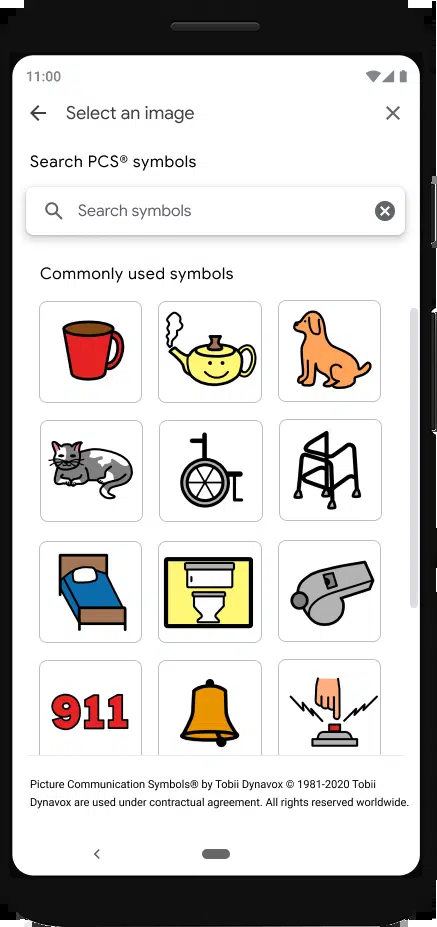 11:00
Select an image
Search PCS® symbols
Search symbols
Commonly used symbols
911
Picture Communication Symbols® by Tobii Dynavox © 1981-2020 Tobii
Dynavox are used under contractual agreement. All rights reserved worldwide.